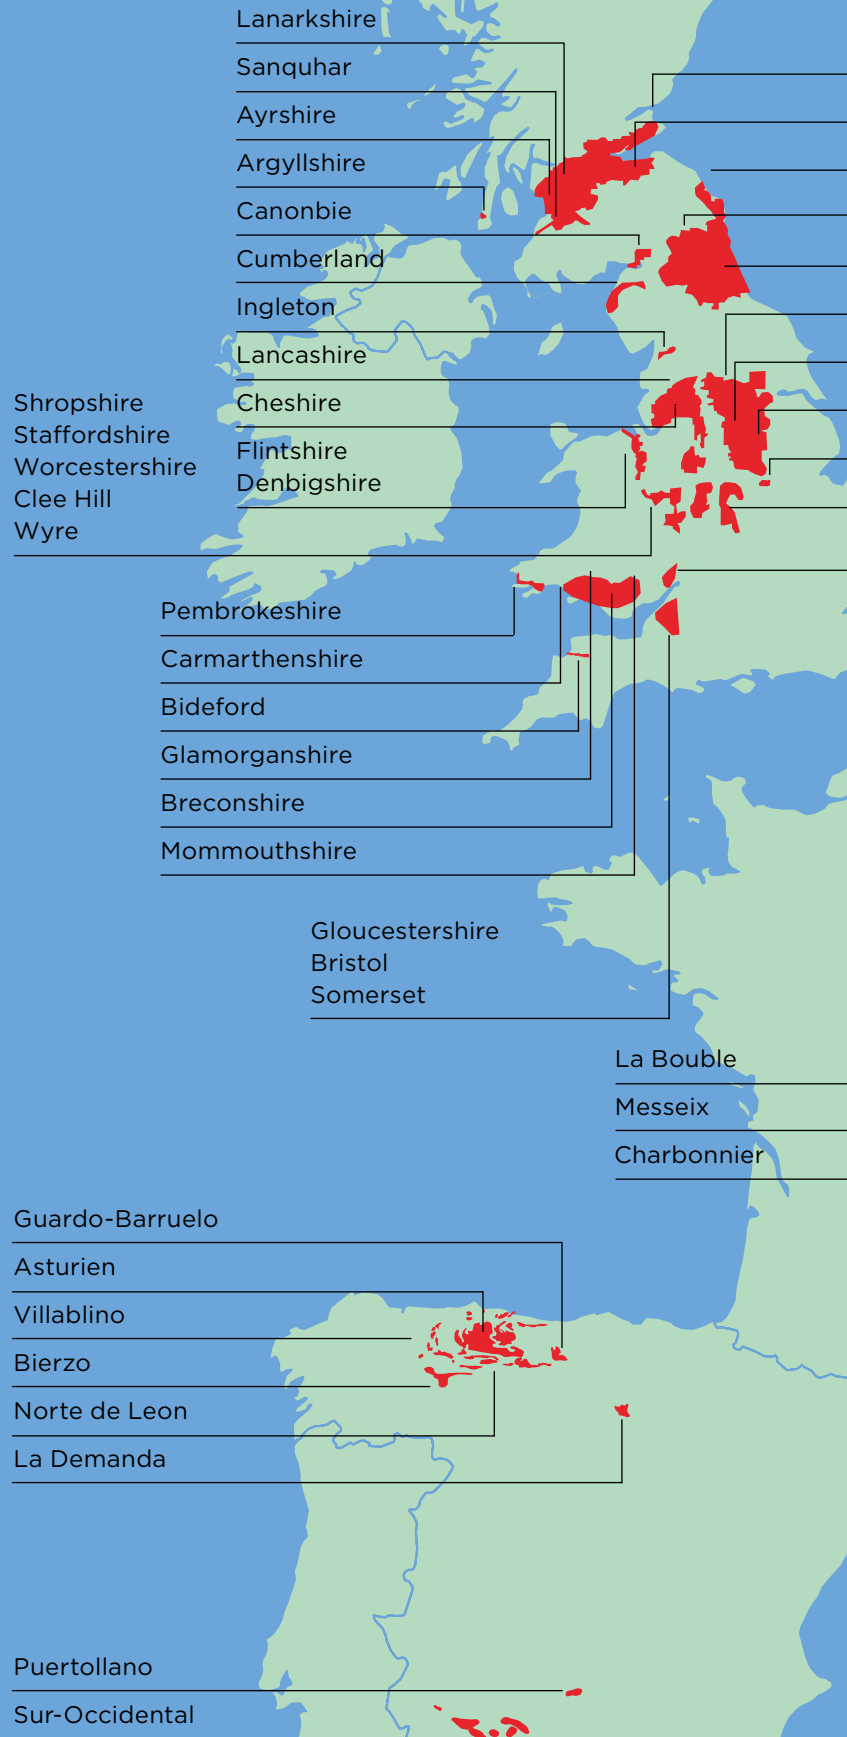 Lanarkshire
Sanquhar
Ayrshire
Argyllshire
Canonbie
Cumberland
Ingleton
Lancashire
Cheshire
Flintshire
Denbigshire
Shropshire
Staffordshire
Worcestershire
Clee Hill
Wyre
Pembrokeshire
Carmarthenshire
Bideford
Glamorganshire
Breconshire
Mommouthshire
Gloucestershire
Bristol
Somerset
La Bouble
Messeix
Charbonnier
Guardo-Barruelo
Asturien
Villablino
Bierzo
Norte de Leon
La Demanda
Puertollano
Sur-Occidental